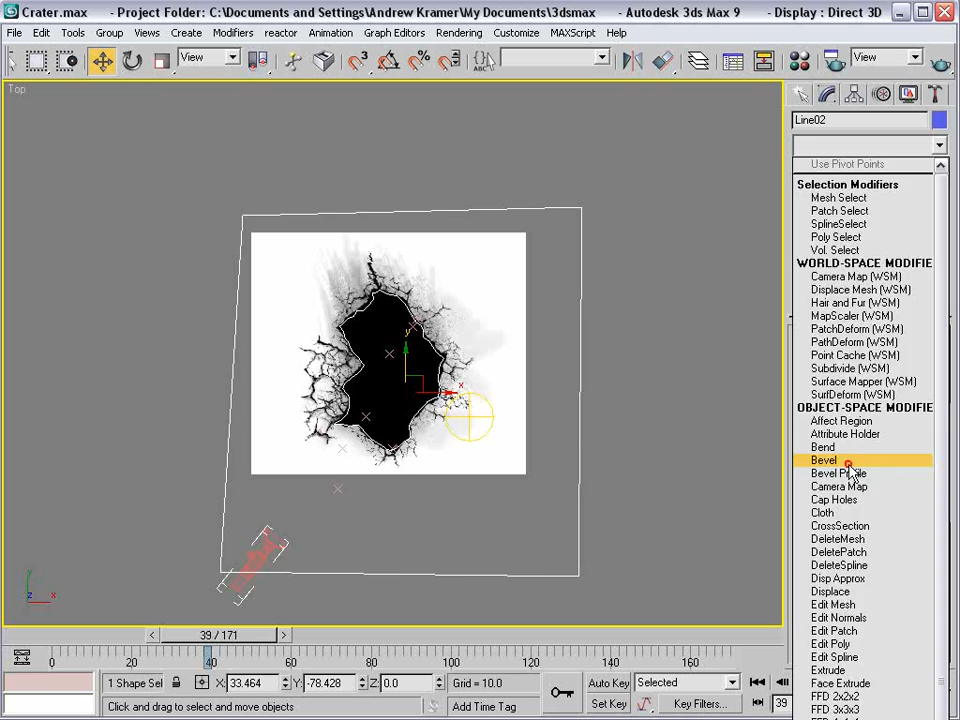 Crater.max - Project Folder: C:\Documents and Settings\Andrew Kramer\My Documents\3dsmax - Autodesk 3ds Max 9 - Display : Direct 3D
File Edit Tools Group Views Create Modifiers reactor Animation Graph Editors Rendering Customize MAXScript Help
View View
Top
Line02
Use Pivot Points
Selection Modifiers
Mesh Select
Patch Select
SplineSelect
Poly Select
Vol. Select
WORLD-SPACE MODIFIE
Camera Map (WSM)
Displace Mesh (WSM)
Hair and Fur (WSM)
MapScaler (WSM)
PatchDeform (WSM)
PathDeform (WSM)
Point Cache (WSM)
Subdivide (WSM)
Surface Mapper (WSM)
SurfDeform (WSM)
OBJECT-SPACE MODIFIE
Affect Region
Attribute Holder
Bend
Bevel
Bevel Profile
Camera Map
Cap Holes
Cloth
CrossSection
DeleteMesh
DeletePatch
DeleteSpline
Disp Approx
Displace
Edit Mesh
Edit Normals
Edit Patch
Edit Poly
Edit Spline
Extrude
Face Extrude
FFD 2x2x2
FFD 3x3x3
y
x
y
z x
39 / 171
0 20 40 60 80 100 120 140 160
1 Shape Sel X: 33.464 Y: -78.428 Z: 0.0 Grid = 10.0 Auto Key Selected
Click and drag to select and move objects Add Time Tag Set Key Key Filters... 39